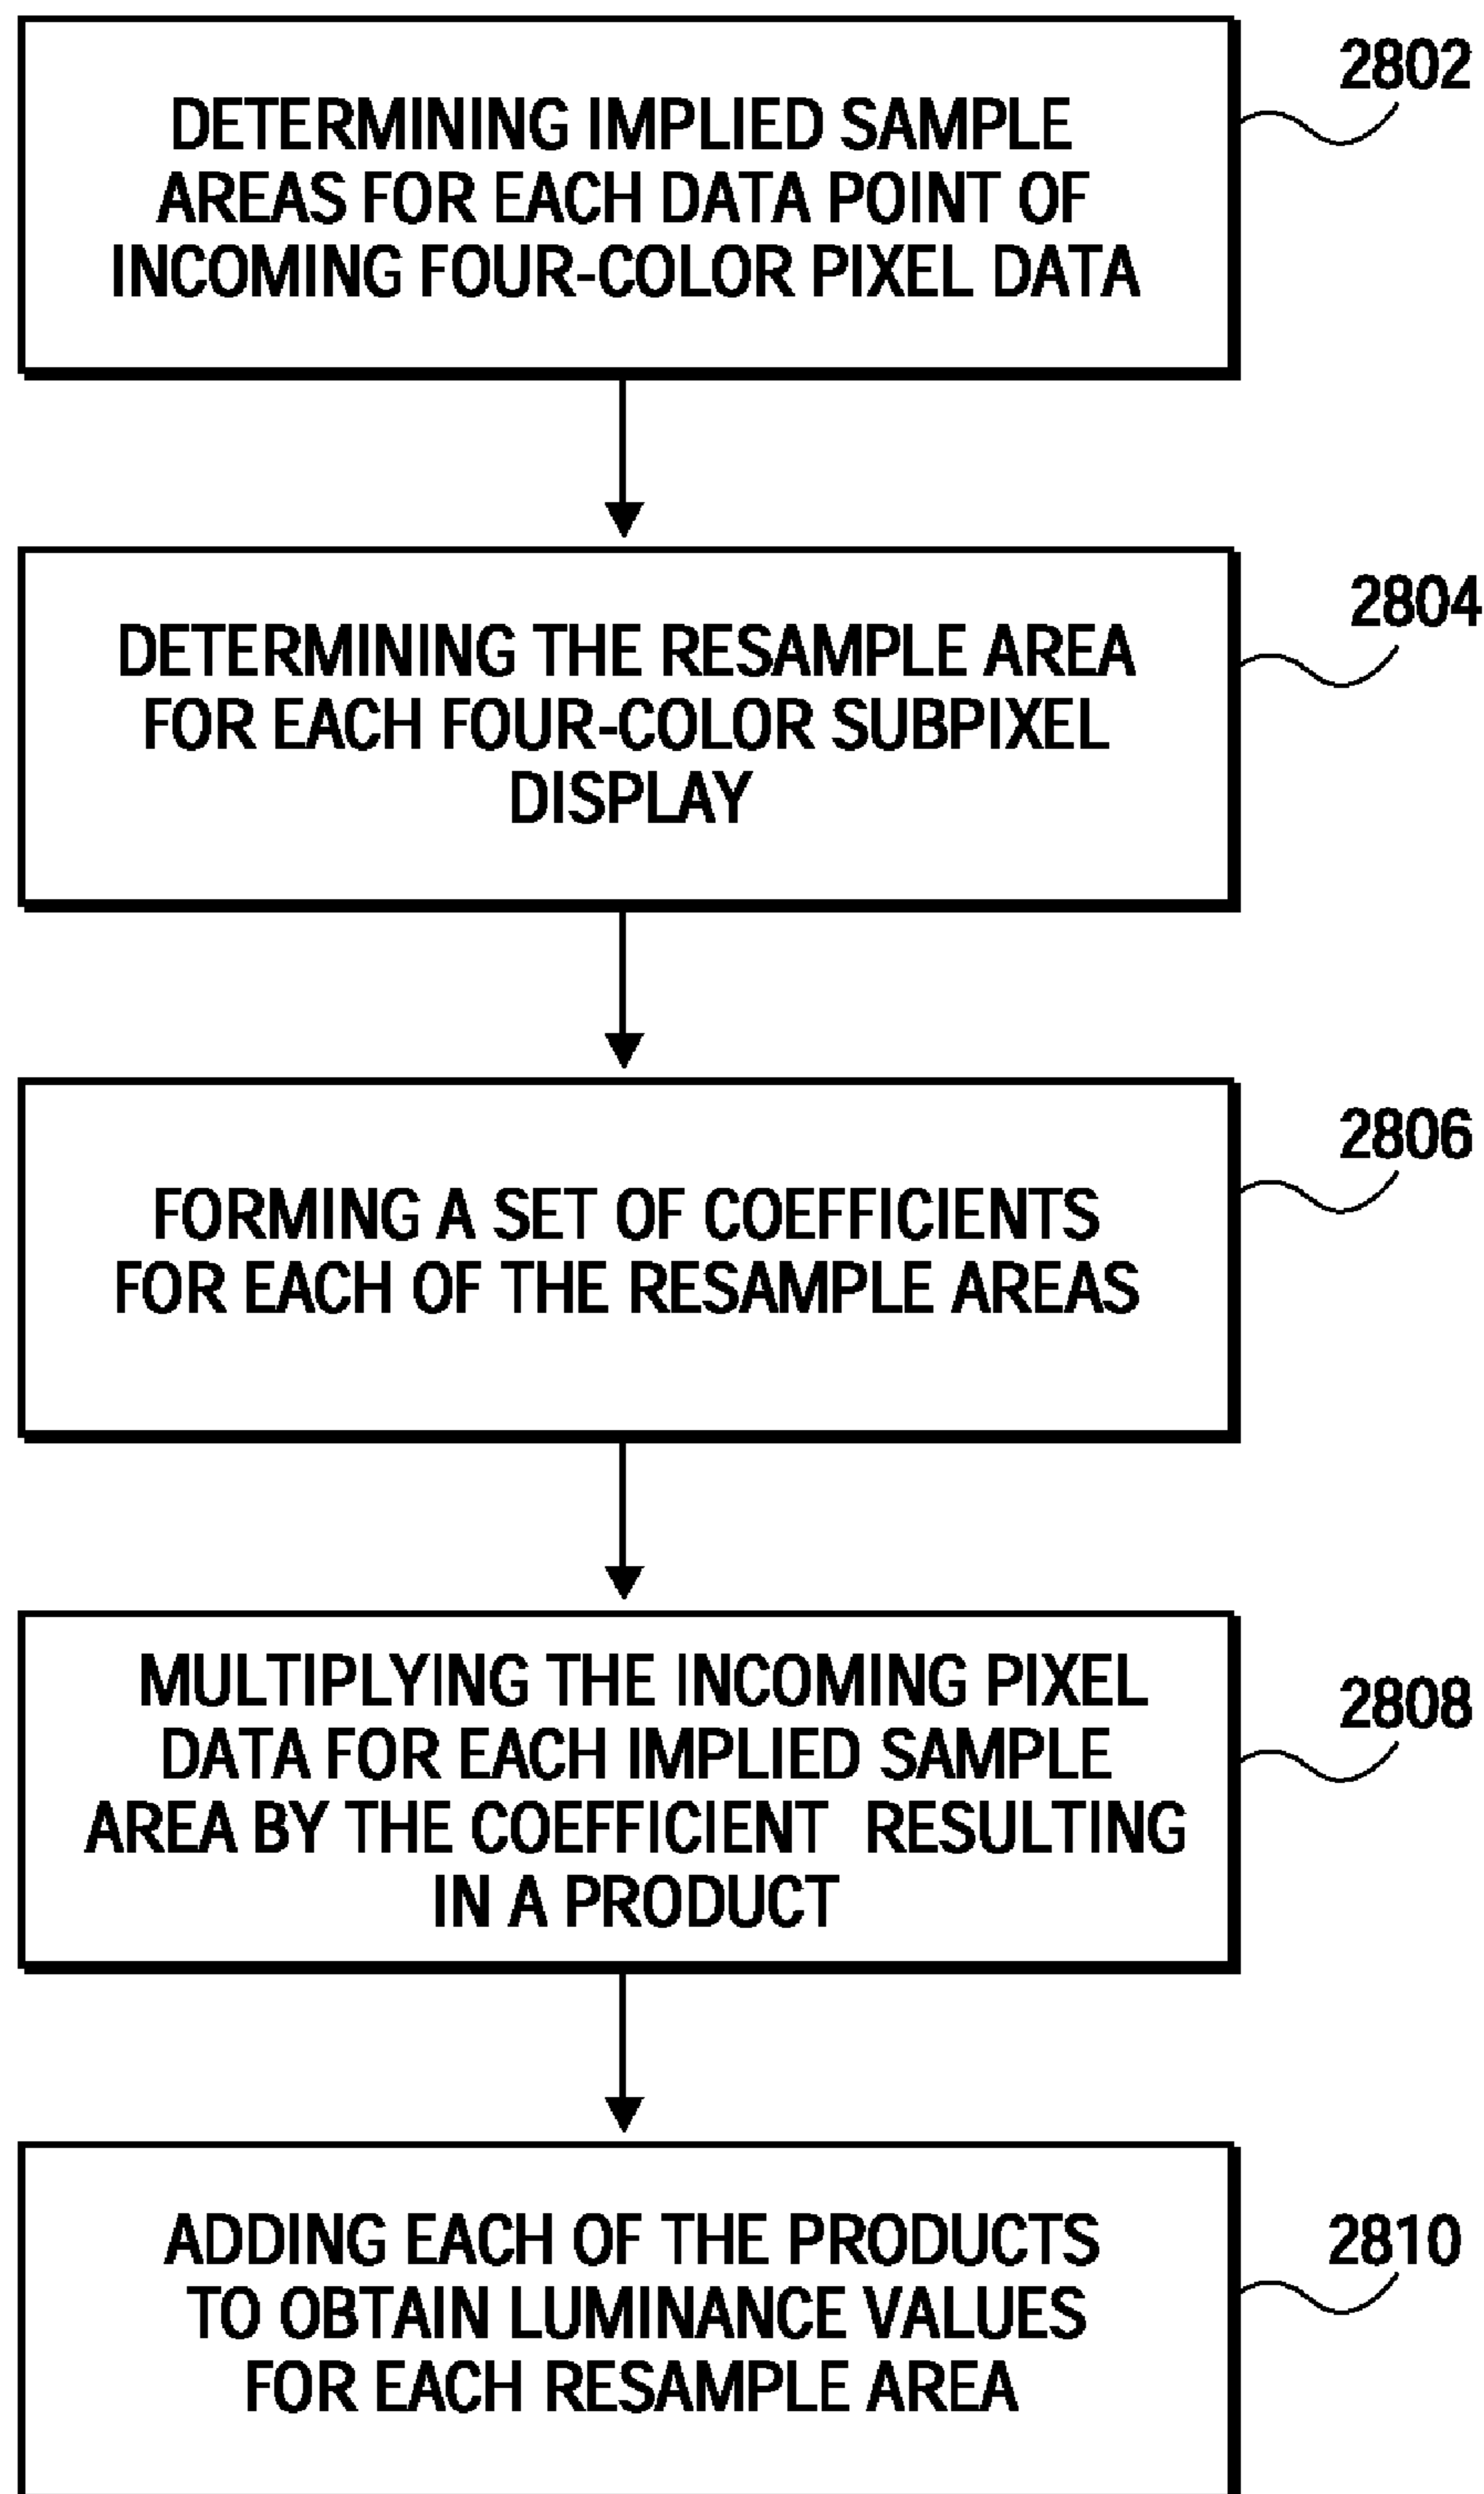 2802
DETERMINING IMPLIED SAMPLE
AREAS FOR EACH DATA POINT OF
INCOMING FOUR-COLOR PIXEL DATA
2804
DETERMINING THE RESAMPLE AREA
FOR EACH FOUR-COLOR SUBPIXEL
DISPLAY
2806
FORMING A SET OF COEFFICIENTS
FOR EACH OF THE RESAMPLE AREAS
2808
MULTIPLYING THE INCOMING PIXEL
DATA FOR EACH IMPLIED SAMPLE
AREA BY THE COEFFICIENT RESULTING
IN A PRODUCT
2810
ADDING EACH OF THE PRODUCTS
TO OBTAIN LUMINANCE VALUES
FOR EACH RESAMPLE AREA